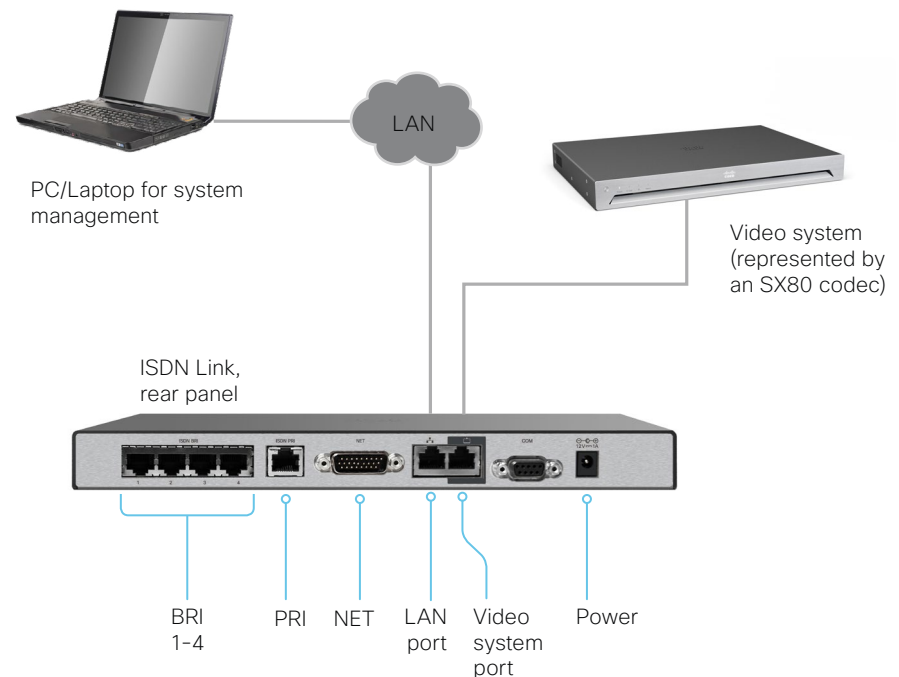 LAN
PC/Laptop for system
management
Video system
(represented by
an SX80 codec)
ISDN Link,
rear panel
ISDN BRI
ISDN PRI
NET
COM
12V 1A
1 2 3 4
BRI
1-4
PRI
NET
LAN
port
Video
system
port
Power